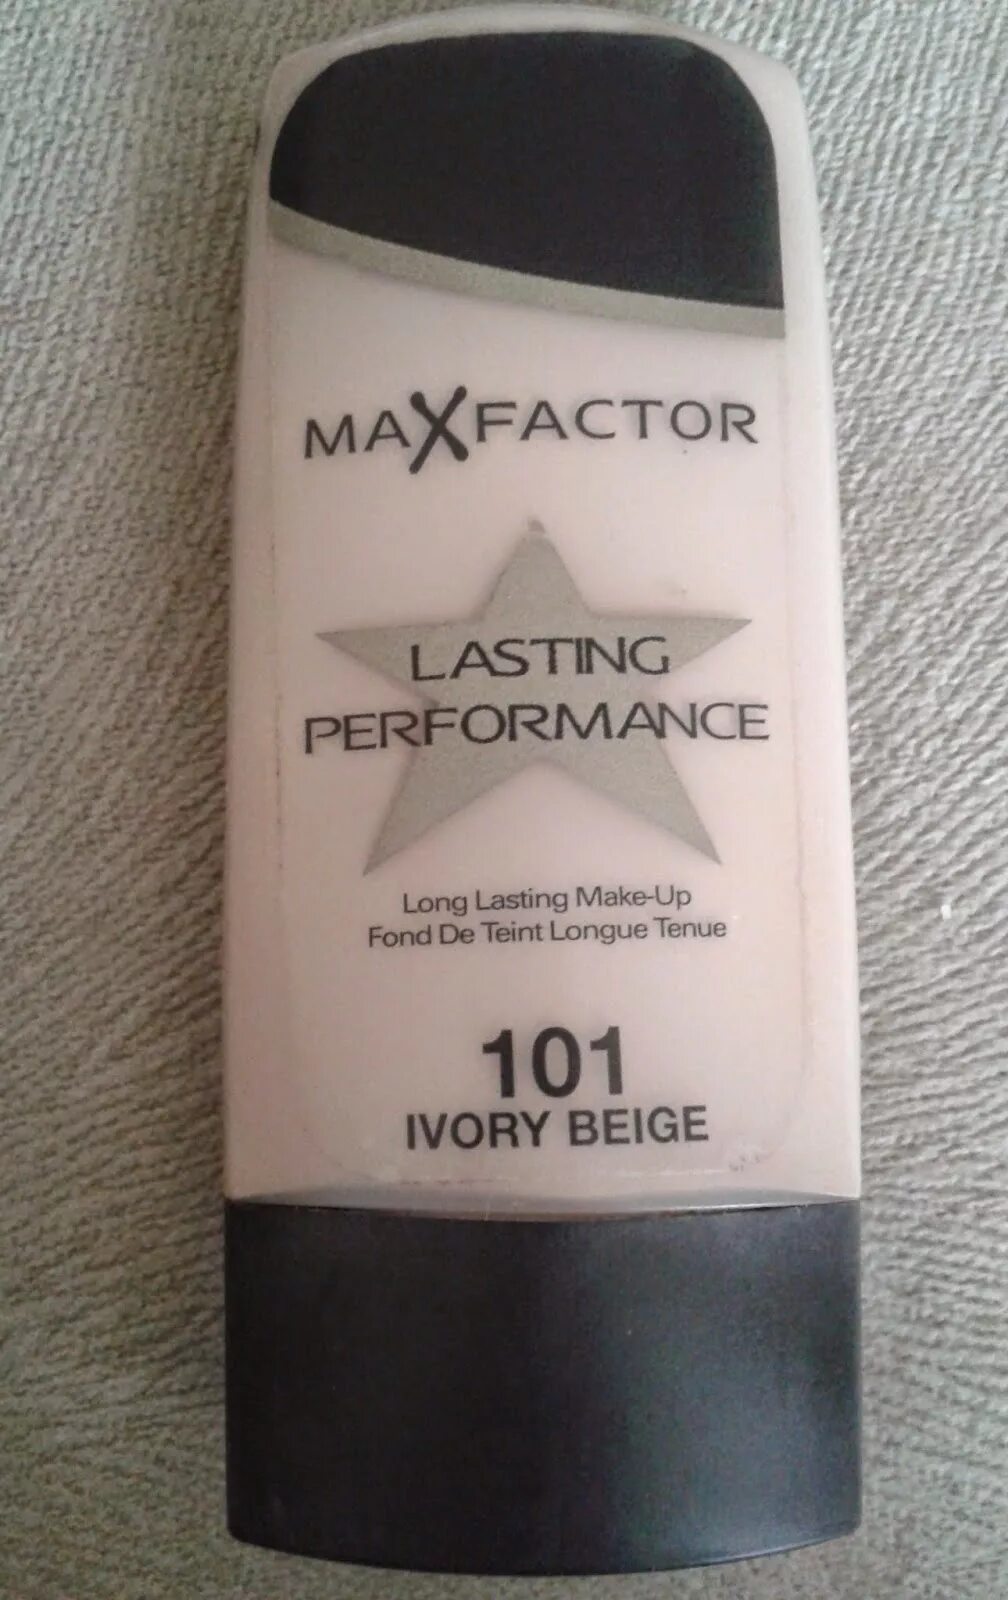 MAXFACTOR
LASTING
PERFORMANCE
Long Lasting Make-Up
Fond De Teint Longue Tenue
101
IVORY BEIGE